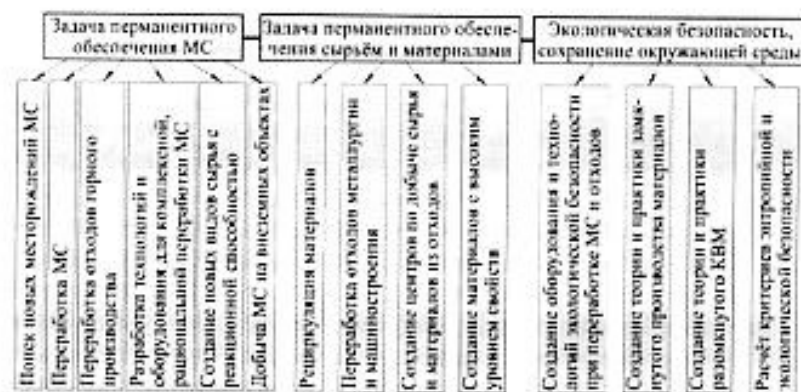 Задача перманентного
обеспечения МС
Задача перманентного обеспе-
чения сырьём и материалами
Экологическая безопасность,
сохранение окружающей среды
Поиск новых месторождений МС
Переработка МС
Переработка отходов горного
производства
Разработка технологий и
оборудования для комплексной,
рациональной переработки МС
Создание новых видов сырья с
реакционной способностью
Добыча МС на внеземных объектах
Рециркуляция материалов
Переработка отходов металлургии
и машиностроения
Создание центров по добыче сырья
и материалов из отходов
Создание материалов с высоким
уровнем свойств
Создание оборудования и техно-
логий экологической безопасности
при переработке МС и отходов
Создание теории и практики замк-
нутого производства материалов
Создание теории и практики
разомкнутого КВМ
Расчёт критериев энтропийной и
экологической безопасности